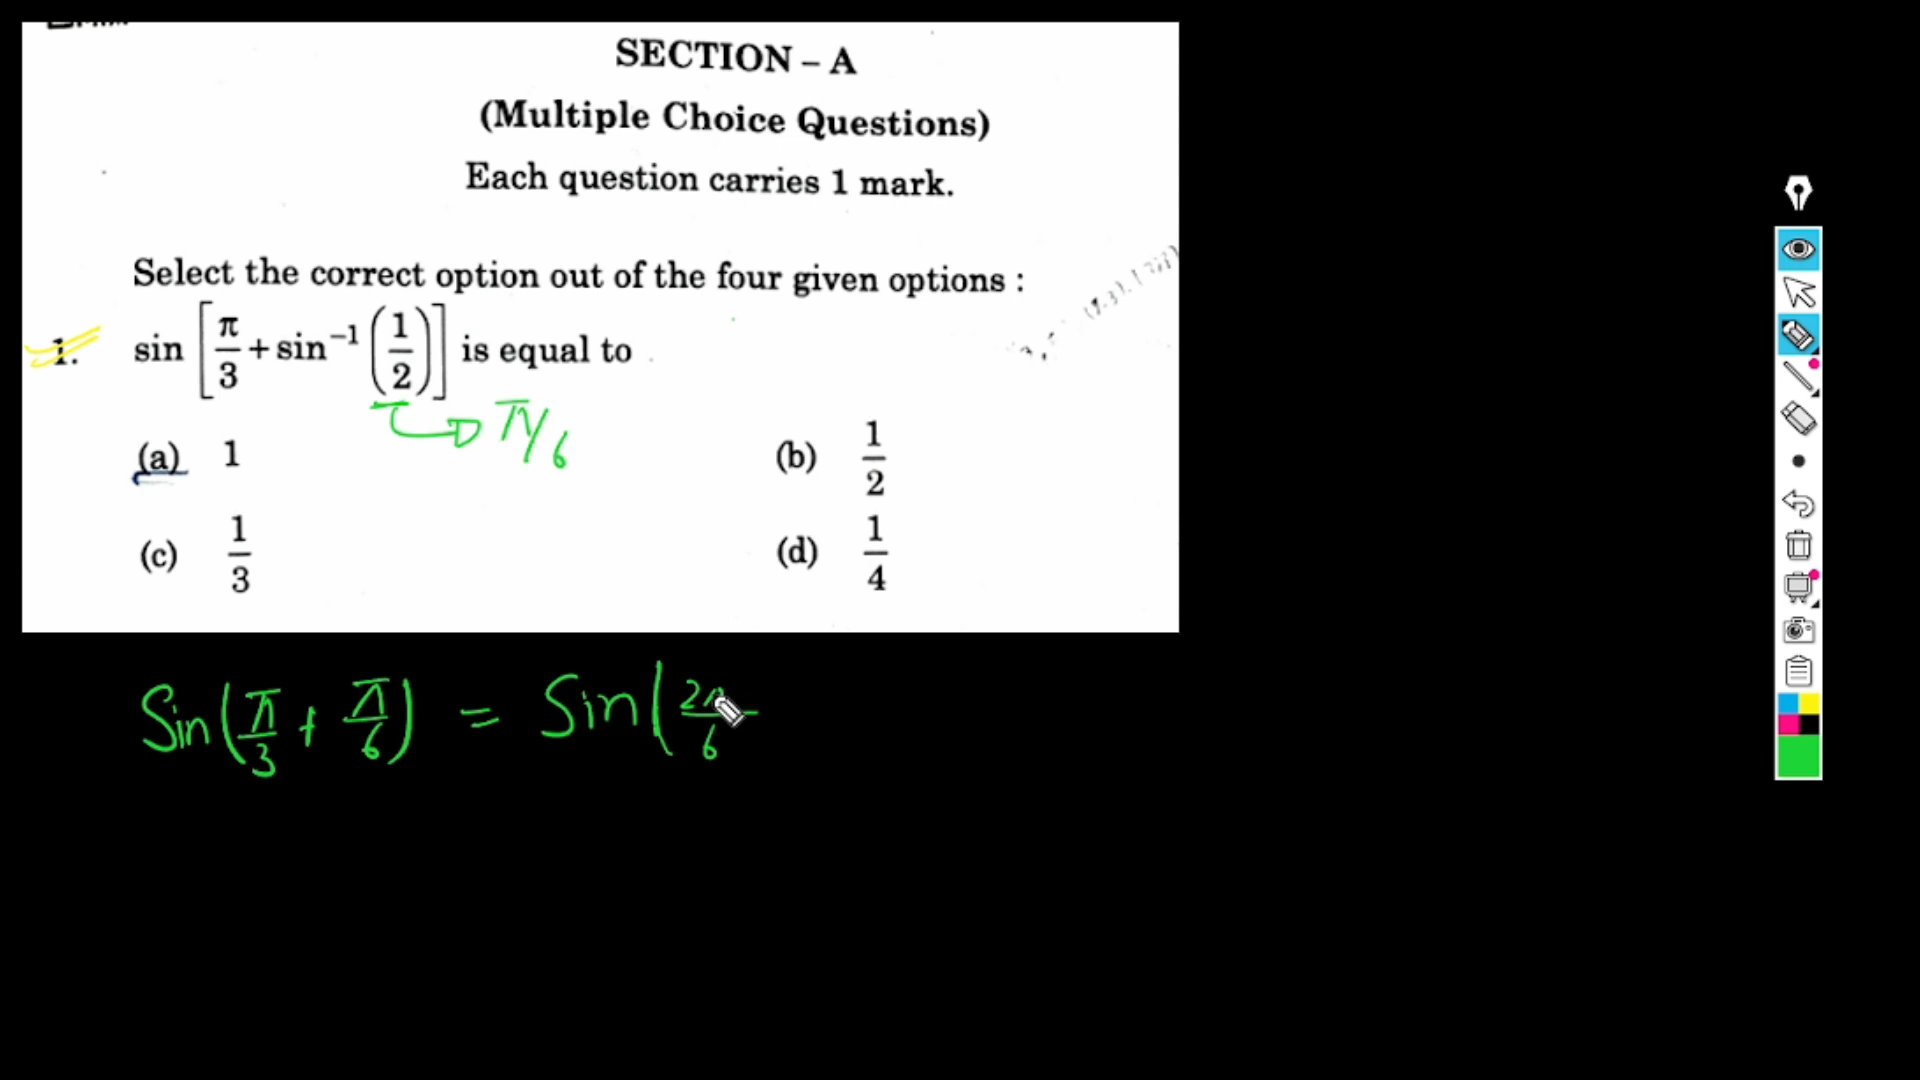 SECTION – A
(Multiple Choice Questions)
Each question carries 1 mark.
Select the correct option out of the four given options :
1. sin [π/3 + sin⁻¹ (1/2)] is equal to
π/6
(a) 1
(b) 1/2
(c) 1/3
(d) 1/4
Sin(π/3 + π/6) = Sin(2π/6